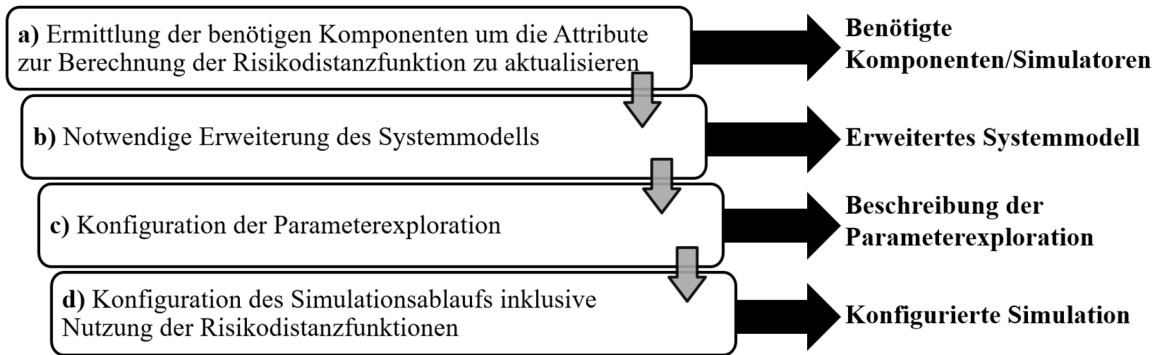 a) Ermittlung der benötigen Komponenten um die Attribute
zur Berechnung der Risikodistanzfunktion zu aktualisieren
Benötigte
Komponenten/Simulatoren
b) Notwendige Erweiterung des Systemmodells
Erweitertes Systemmodell
c) Konfiguration der Parameterexploration
Beschreibung der
Parameterexploration
d) Konfiguration des Simulationsablaufs inklusive
Nutzung der Risikodistanzfunktionen
Konfigurierte Simulation